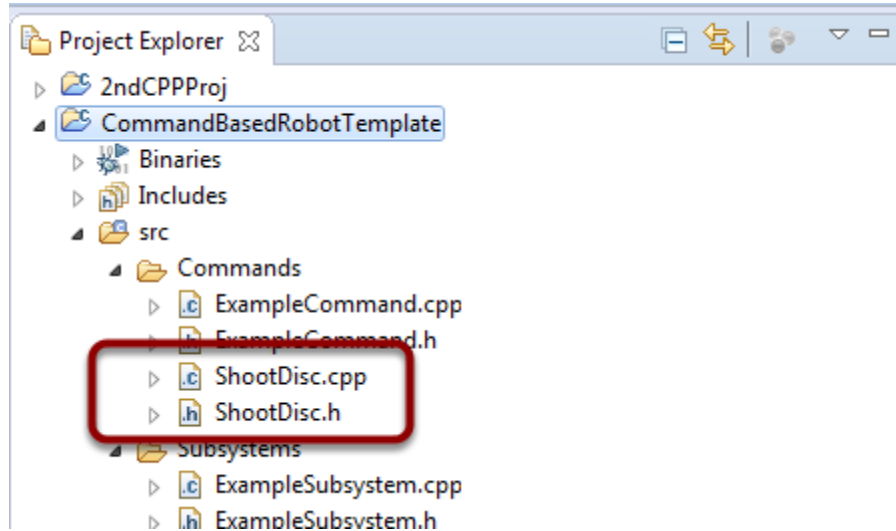 Project Explorer
2ndCPPProj
CommandBasedRobotTemplate
Binaries
Includes
src
Commands
ExampleCommand.cpp
ExampleCommand.h
ShootDisc.cpp
ShootDisc.h
Subsystems
ExampleSubsystem.cpp
ExampleSubsystem.h